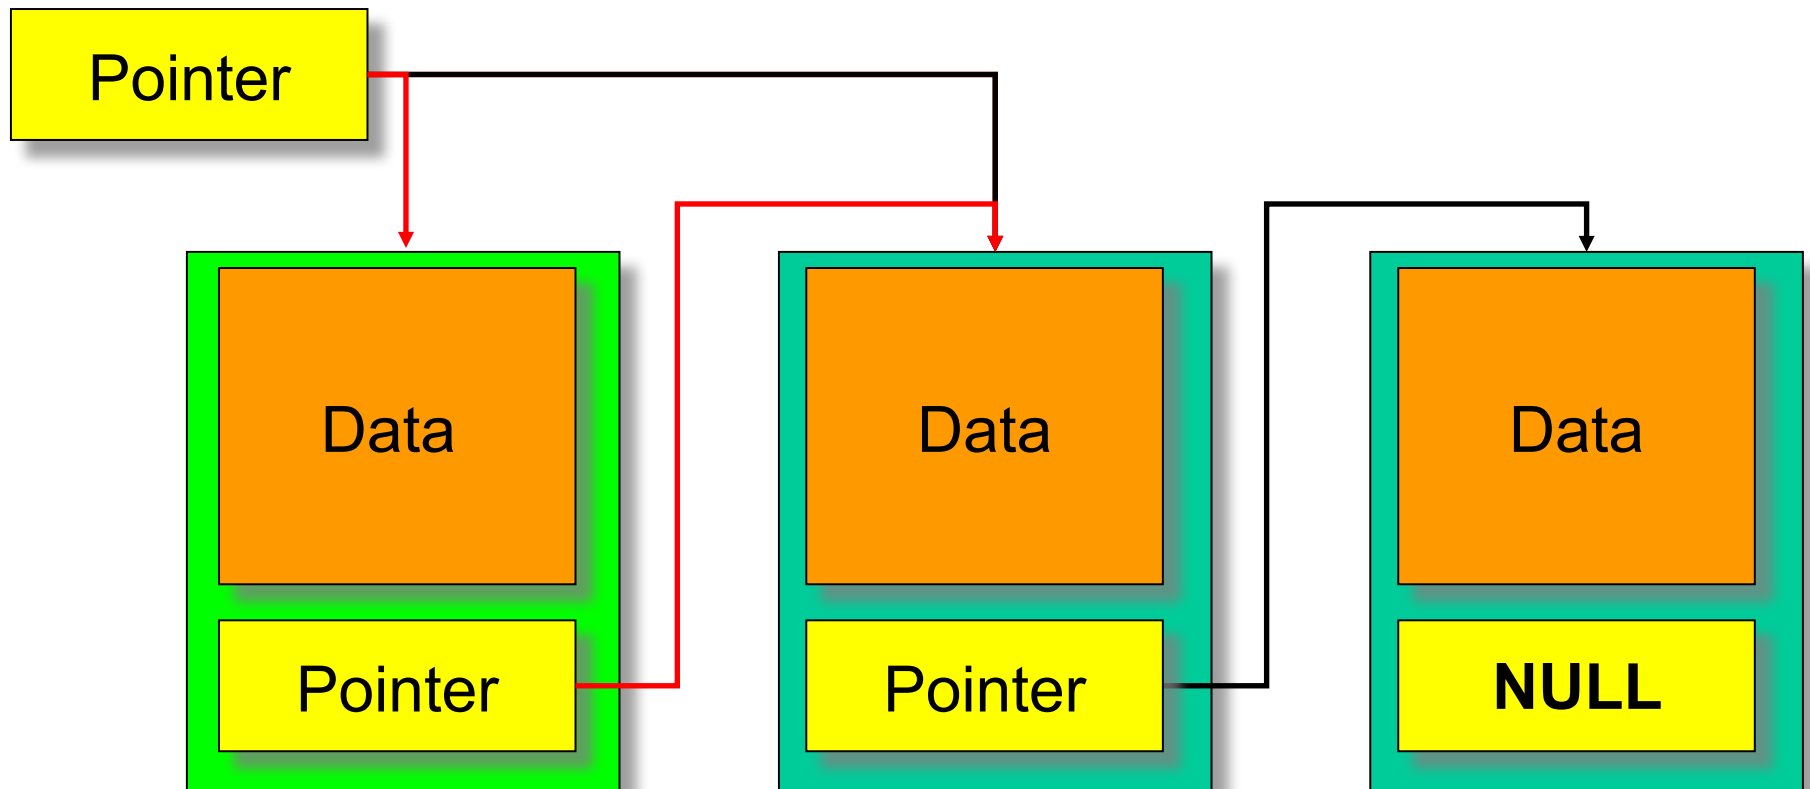 Pointer
Data
Data
Data
Pointer
Pointer
NULL